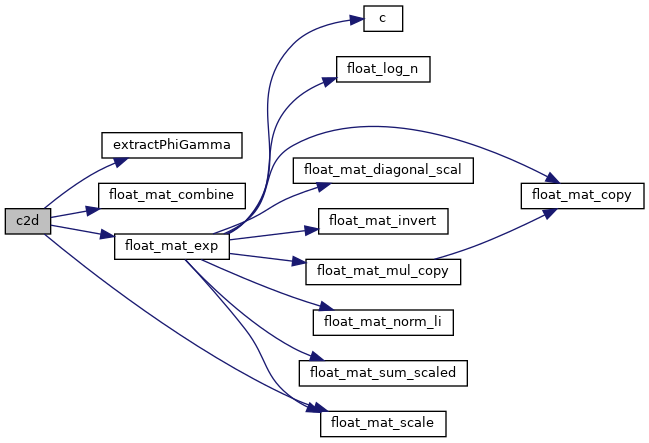 c
float_log_n
extractPhiGamma
float_mat_diagonal_scal
float_mat_combine
float_mat_copy
c2d
float_mat_invert
float_mat_exp
float_mat_mul_copy
float_mat_norm_li
float_mat_sum_scaled
float_mat_scale